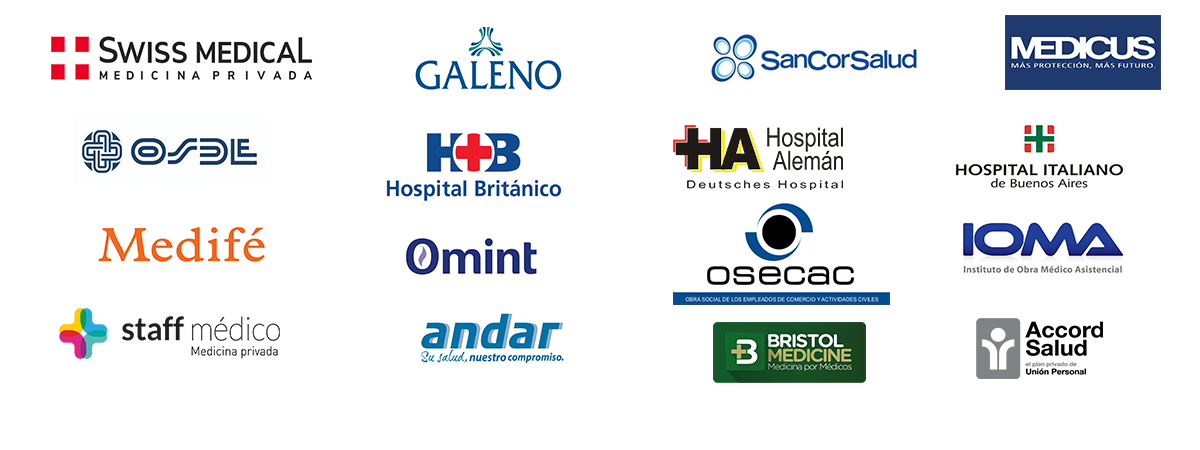 SWISS MEDICAL
MEDICINA PRIVADA
GALENO
SanCorSalud
MEDICUS
MÁS PROTECCIÓN, MÁS FUTURO.
OSDE
HB
Hospital Británico
HA Hospital
Alemán
Deutsches Hospital
HOSPITAL ITALIANO
de Buenos Aires
Medifé
Omint
osecac
OBRA SOCIAL DE LOS EMPLEADOS DE COMERCIO Y ACTIVIDADES CIVILES
IOMA
Instituto de Obra Médico Asistencial
staff médico
Medicina privada
andar
Su salud, nuestro compromiso.
B BRISTOL
MEDICINE
Medicina por Médicos
Accord
Salud
el plan privado de
Unión Personal